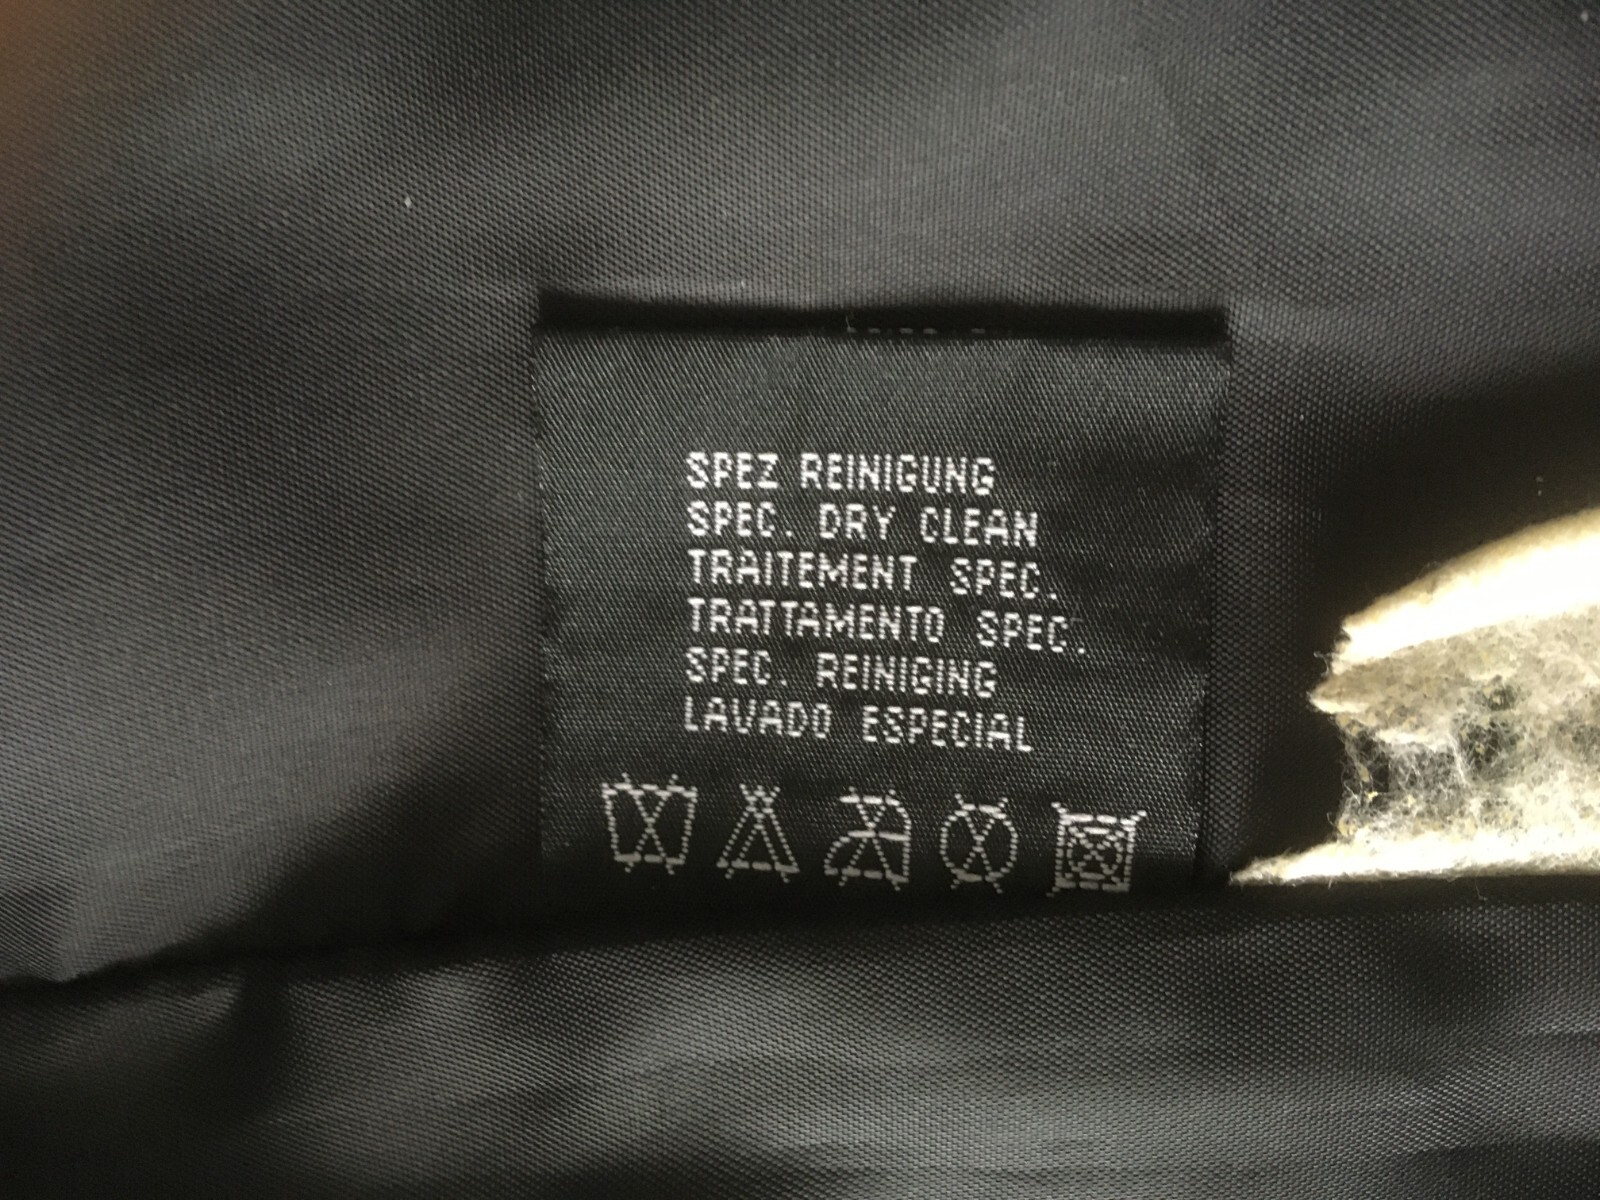 SPEZ REINIGUNG
SPEC. DRY CLEAN
TRAITEMENT SPEC.
TRATTAMENTO SPEC.
SPEC. REINIGING
LAVADO ESPECIAL